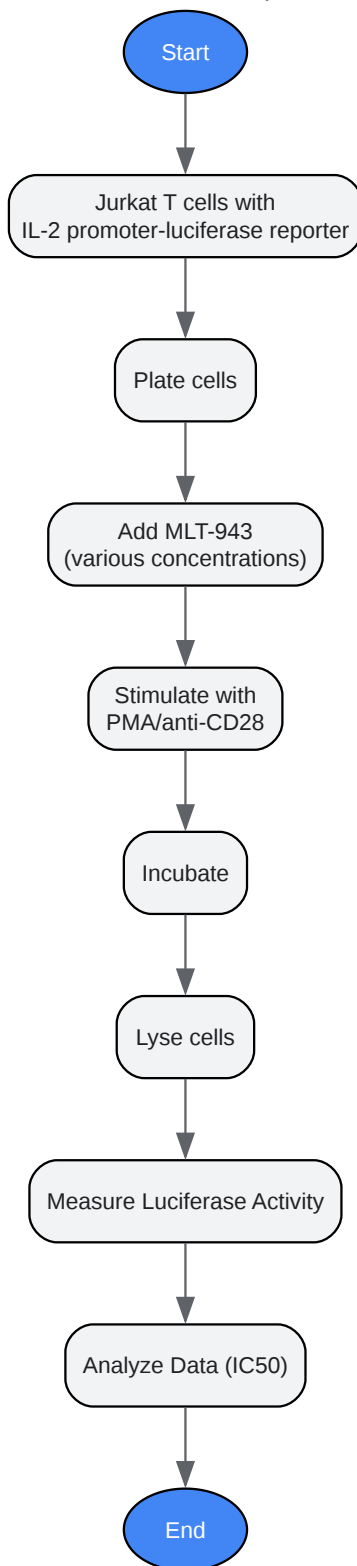 Start
Jurkat T cells with
IL-2 promoter-luciferase reporter
Plate cells
Add MLT-943
(various concentrations)
Stimulate with
PMA/anti-CD28
Incubate
Lyse cells
Measure Luciferase Activity
Analyze Data (IC50)
End